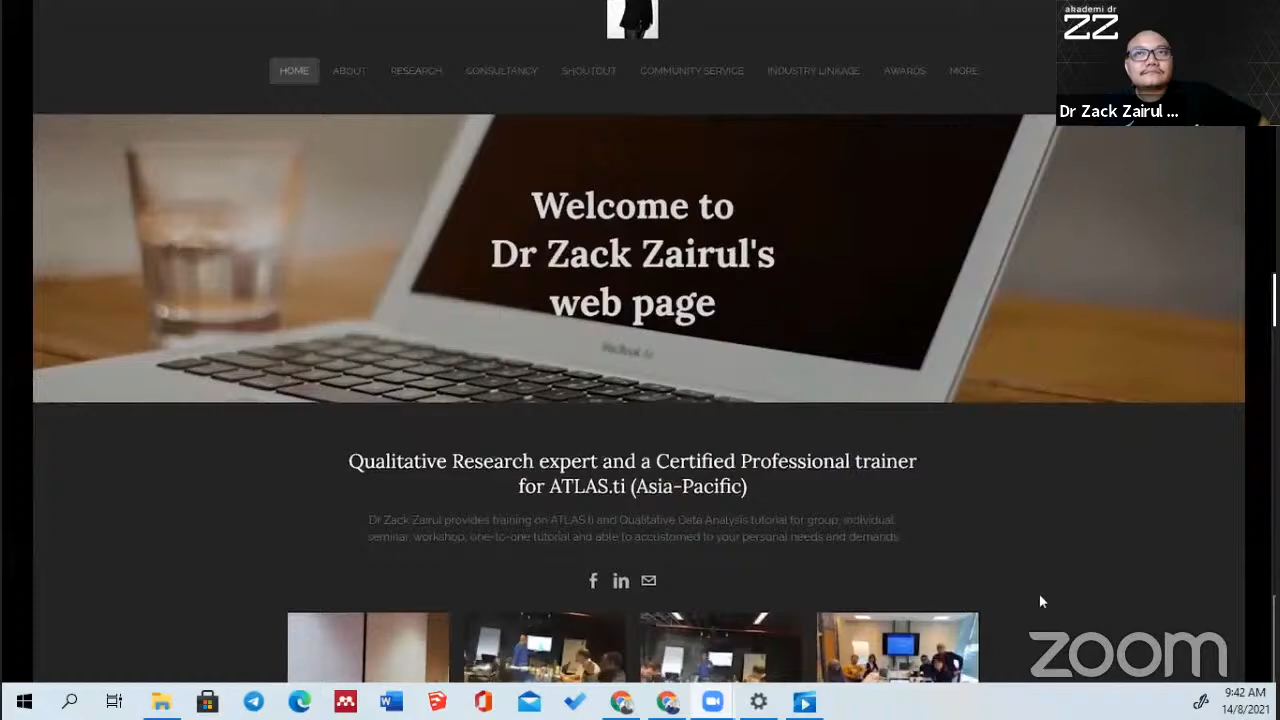 akademi dr
ZZ
Dr Zack Zairul ...
HOME ABOUT RESEARCH CONSULTANCY SHOUTOUT COMMUNITY SERVICE INDUSTRY LINKAGE AWARDS MORE
Welcome to
Dr Zack Zairul's
web page
Qualitative Research expert and a Certified Professional trainer
for ATLAS.ti (Asia-Pacific)
Dr Zack Zairul provides training on ATLAS.ti and Qualitative Data Analysis tutorial for group, individual,
seminar, workshop, one-to-one tutorial and able to accustomed to your personal needs and demands.
zoom
9:42 AM
14/8/2021